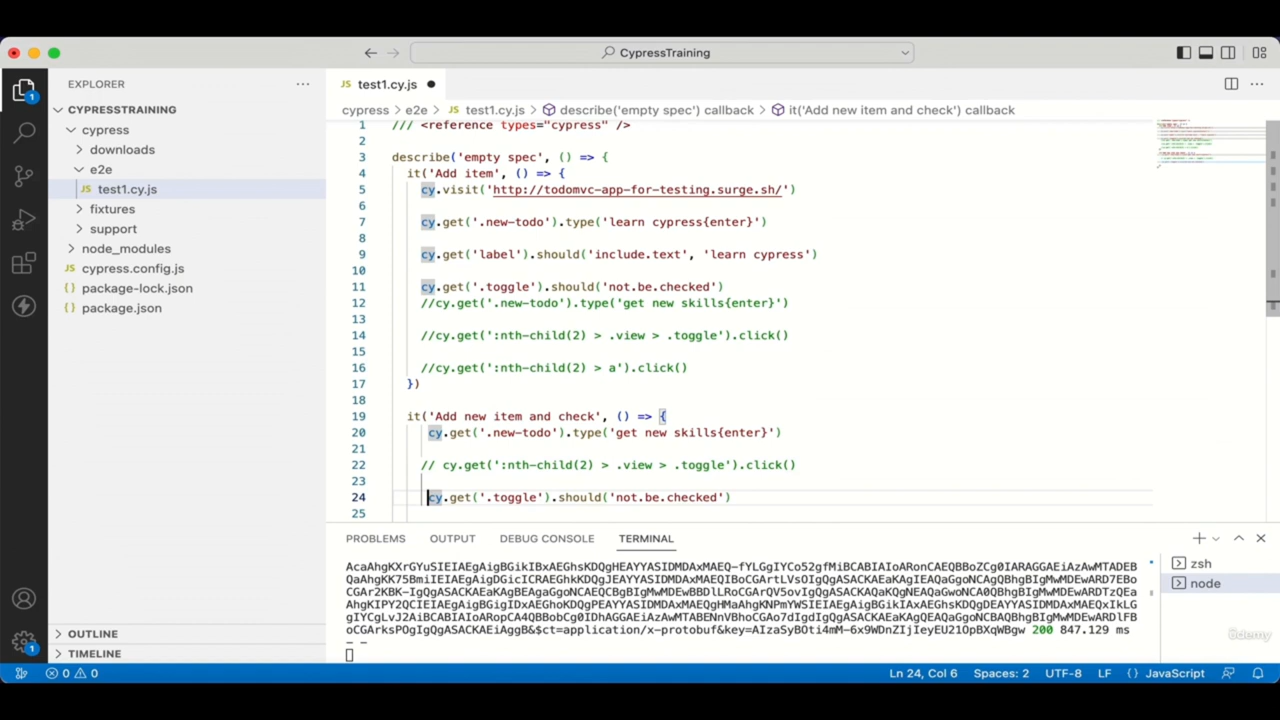 CypressTraining
EXPLORER
JS test1.cy.js
CYPRESSTRAINING
cypress > e2e > JS test1.cy.js > describe('empty spec') callback > it('Add new item and check') callback
cypress
downloads
e2e
JS test1.cy.js
fixtures
support
node_modules
JS cypress.config.js
{} package-lock.json
{} package.json
1 /// <reference types="cypress" />
2
3 describe('empty spec', () => {
4 it('Add item', () => {
5 cy.visit('http://todomvc-app-for-testing.surge.sh/')
6
7 cy.get('.new-todo').type('learn cypress{enter}')
8
9 cy.get('label').should('include.text', 'learn cypress')
10
11 cy.get('.toggle').should('not.be.checked')
12 //cy.get('.new-todo').type('get new skills{enter}')
13
14 //cy.get(':nth-child(2) > .view > .toggle').click()
15
16 //cy.get(':nth-child(2) > a').click()
17 })
18
19 it('Add new item and check', () => {
20 cy.get('.new-todo').type('get new skills{enter}')
21
22 // cy.get(':nth-child(2) > .view > .toggle').click()
23
24 cy.get('.toggle').should('not.be.checked')
25
PROBLEMS OUTPUT DEBUG CONSOLE TERMINAL
zsh
node
200 847.129 ms
- -
OUTLINE
TIMELINE
ûdemy
0 0 Ln 24, Col 6 Spaces: 2 UTF-8 LF {} JavaScript